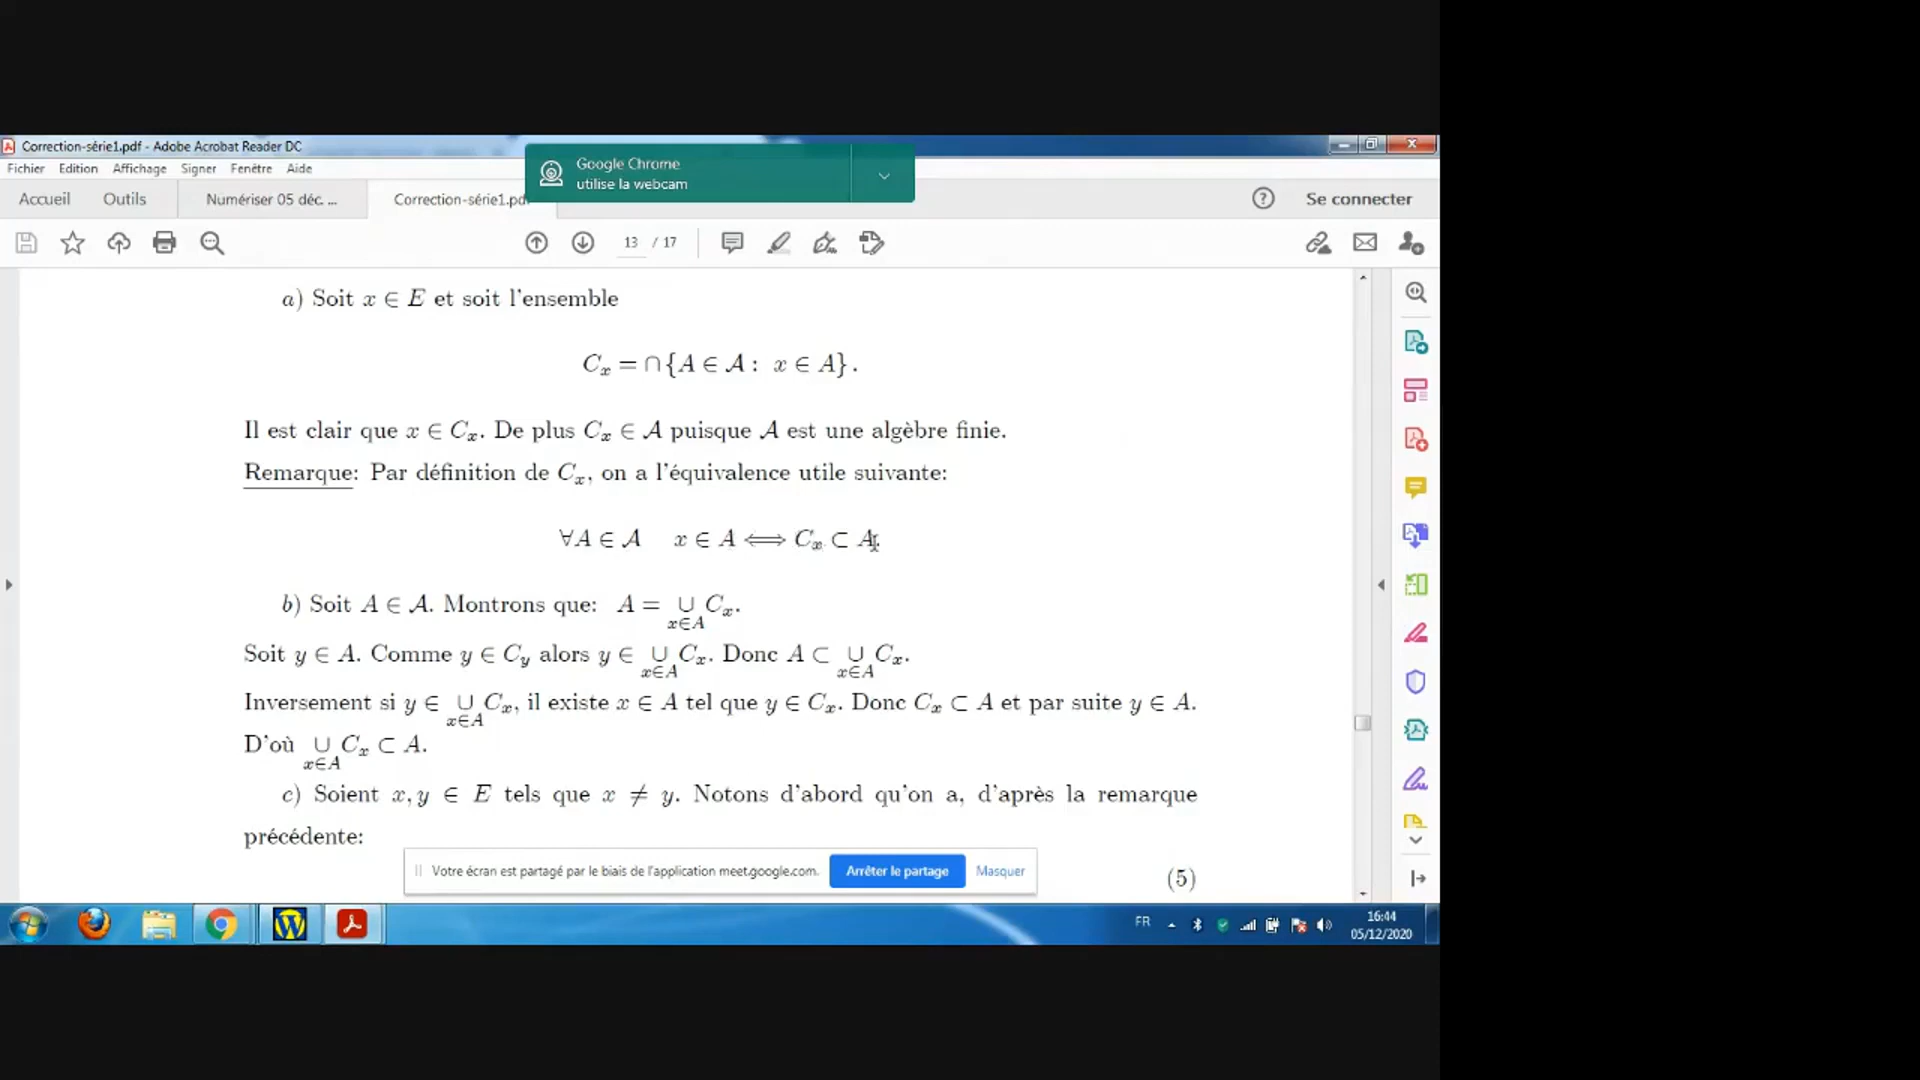 Correction-série1.pdf - Adobe Acrobat Reader DC
Fichier Edition Affichage Signer Fenêtre Aide
Google Chrome
utilise la webcam
Accueil Outils Numériser 05 déc. ... Correction-série1.pd Se connecter
13 / 17
a) Soit x ∈ E et soit l'ensemble
C_x = ∩ {A ∈ 𝒜 : x ∈ A} .
Il est clair que x ∈ C_x. De plus C_x ∈ 𝒜 puisque 𝒜 est une algèbre finie.
Remarque: Par définition de C_x, on a l'équivalence utile suivante:
∀A ∈ 𝒜 x ∈ A ⟺ C_x ⊂ A.
b) Soit A ∈ 𝒜. Montrons que: A = ∪_{x∈A} C_x.
Soit y ∈ A. Comme y ∈ C_y alors y ∈ ∪_{x∈A} C_x. Donc A ⊂ ∪_{x∈A} C_x.
Inversement si y ∈ ∪_{x∈A} C_x, il existe x ∈ A tel que y ∈ C_x. Donc C_x ⊂ A et par suite y ∈ A.
D'où ∪_{x∈A} C_x ⊂ A.
c) Soient x, y ∈ E tels que x ≠ y. Notons d'abord qu'on a, d'après la remarque
précédente:
(5)
Votre écran est partagé par le biais de l'application meet.google.com. Arrêter le partage Masquer
FR
16:44
05/12/2020